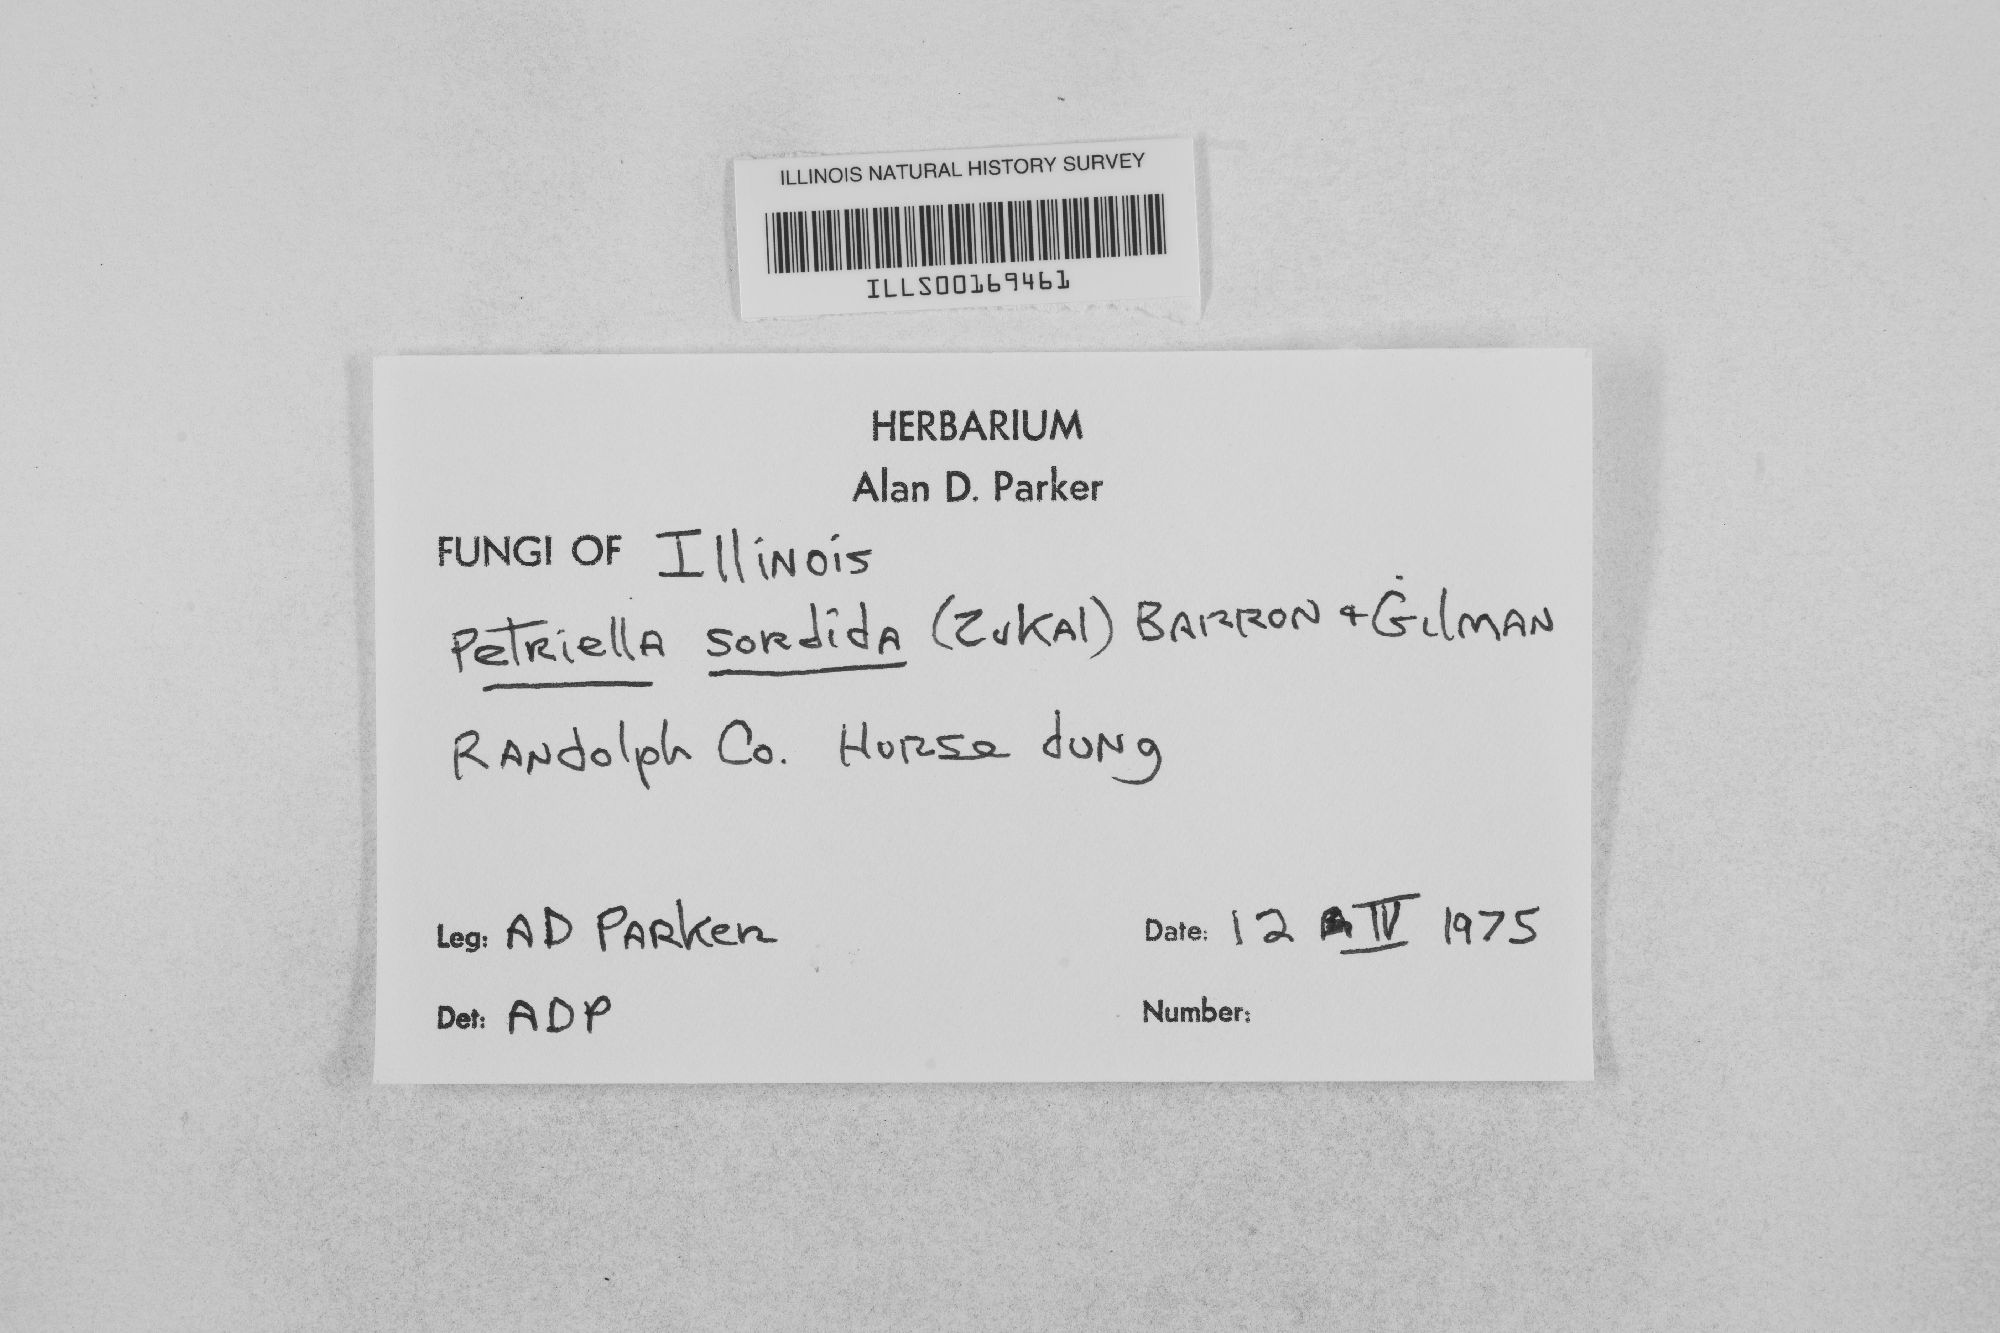 ILLINOIS NATURAL HISTORY SURVEY
ILLS00169461
HERBARIUM
Alan D. Parker
FUNGI OF Illinois
Petriella sordida (Zukal) BARRON + Gilman
Randolph Co. Horse dung
Leg: AD Parker
Date: 12 IV 1975
Det: ADP
Number: